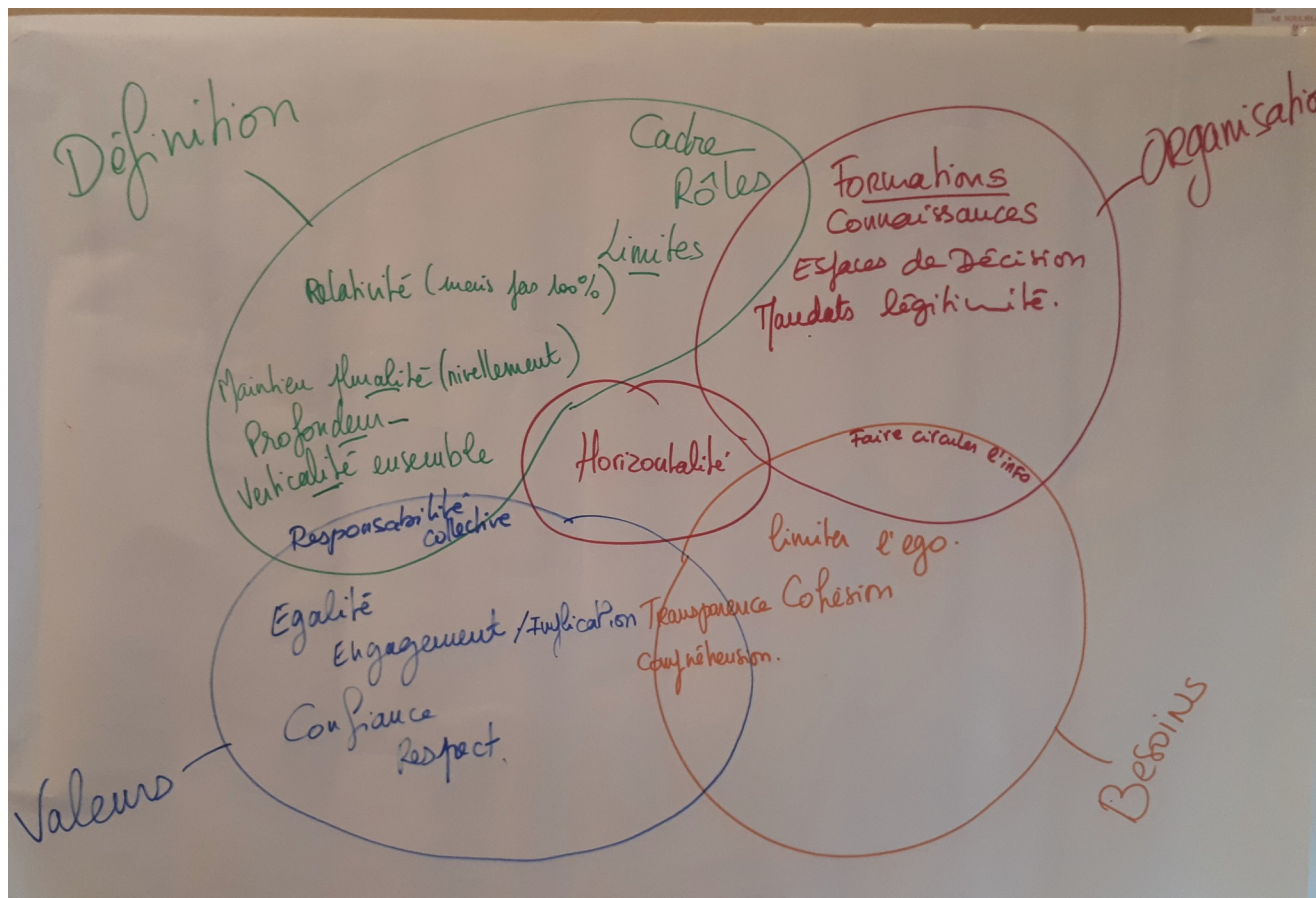 Définition
Cadre
Rôles
Limites
Relativité (mais pas 100%)
Maintien pluralité (nivellement)
Profondeur
Verticalité ensemble
Organisatio
Formations
Connaissances
Espaces de Décision
Mandats légitimité.
Horizontalité
Faire circuler l'info
Responsabilité
collective
Egalité
Engagement / Implication
Confiance
Respect.
Valeurs
limiter l'ego.
Transparence Cohésion
Compréhension.
Besoins